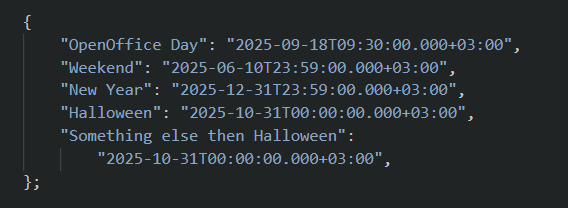 {
"OpenOffice Day": "2025-09-18T09:30:00.000+03:00",
"Weekend": "2025-06-10T23:59:00.000+03:00",
"New Year": "2025-12-31T23:59:00.000+03:00",
"Halloween": "2025-10-31T00:00:00.000+03:00",
"Something else then Halloween":
"2025-10-31T00:00:00.000+03:00",
};